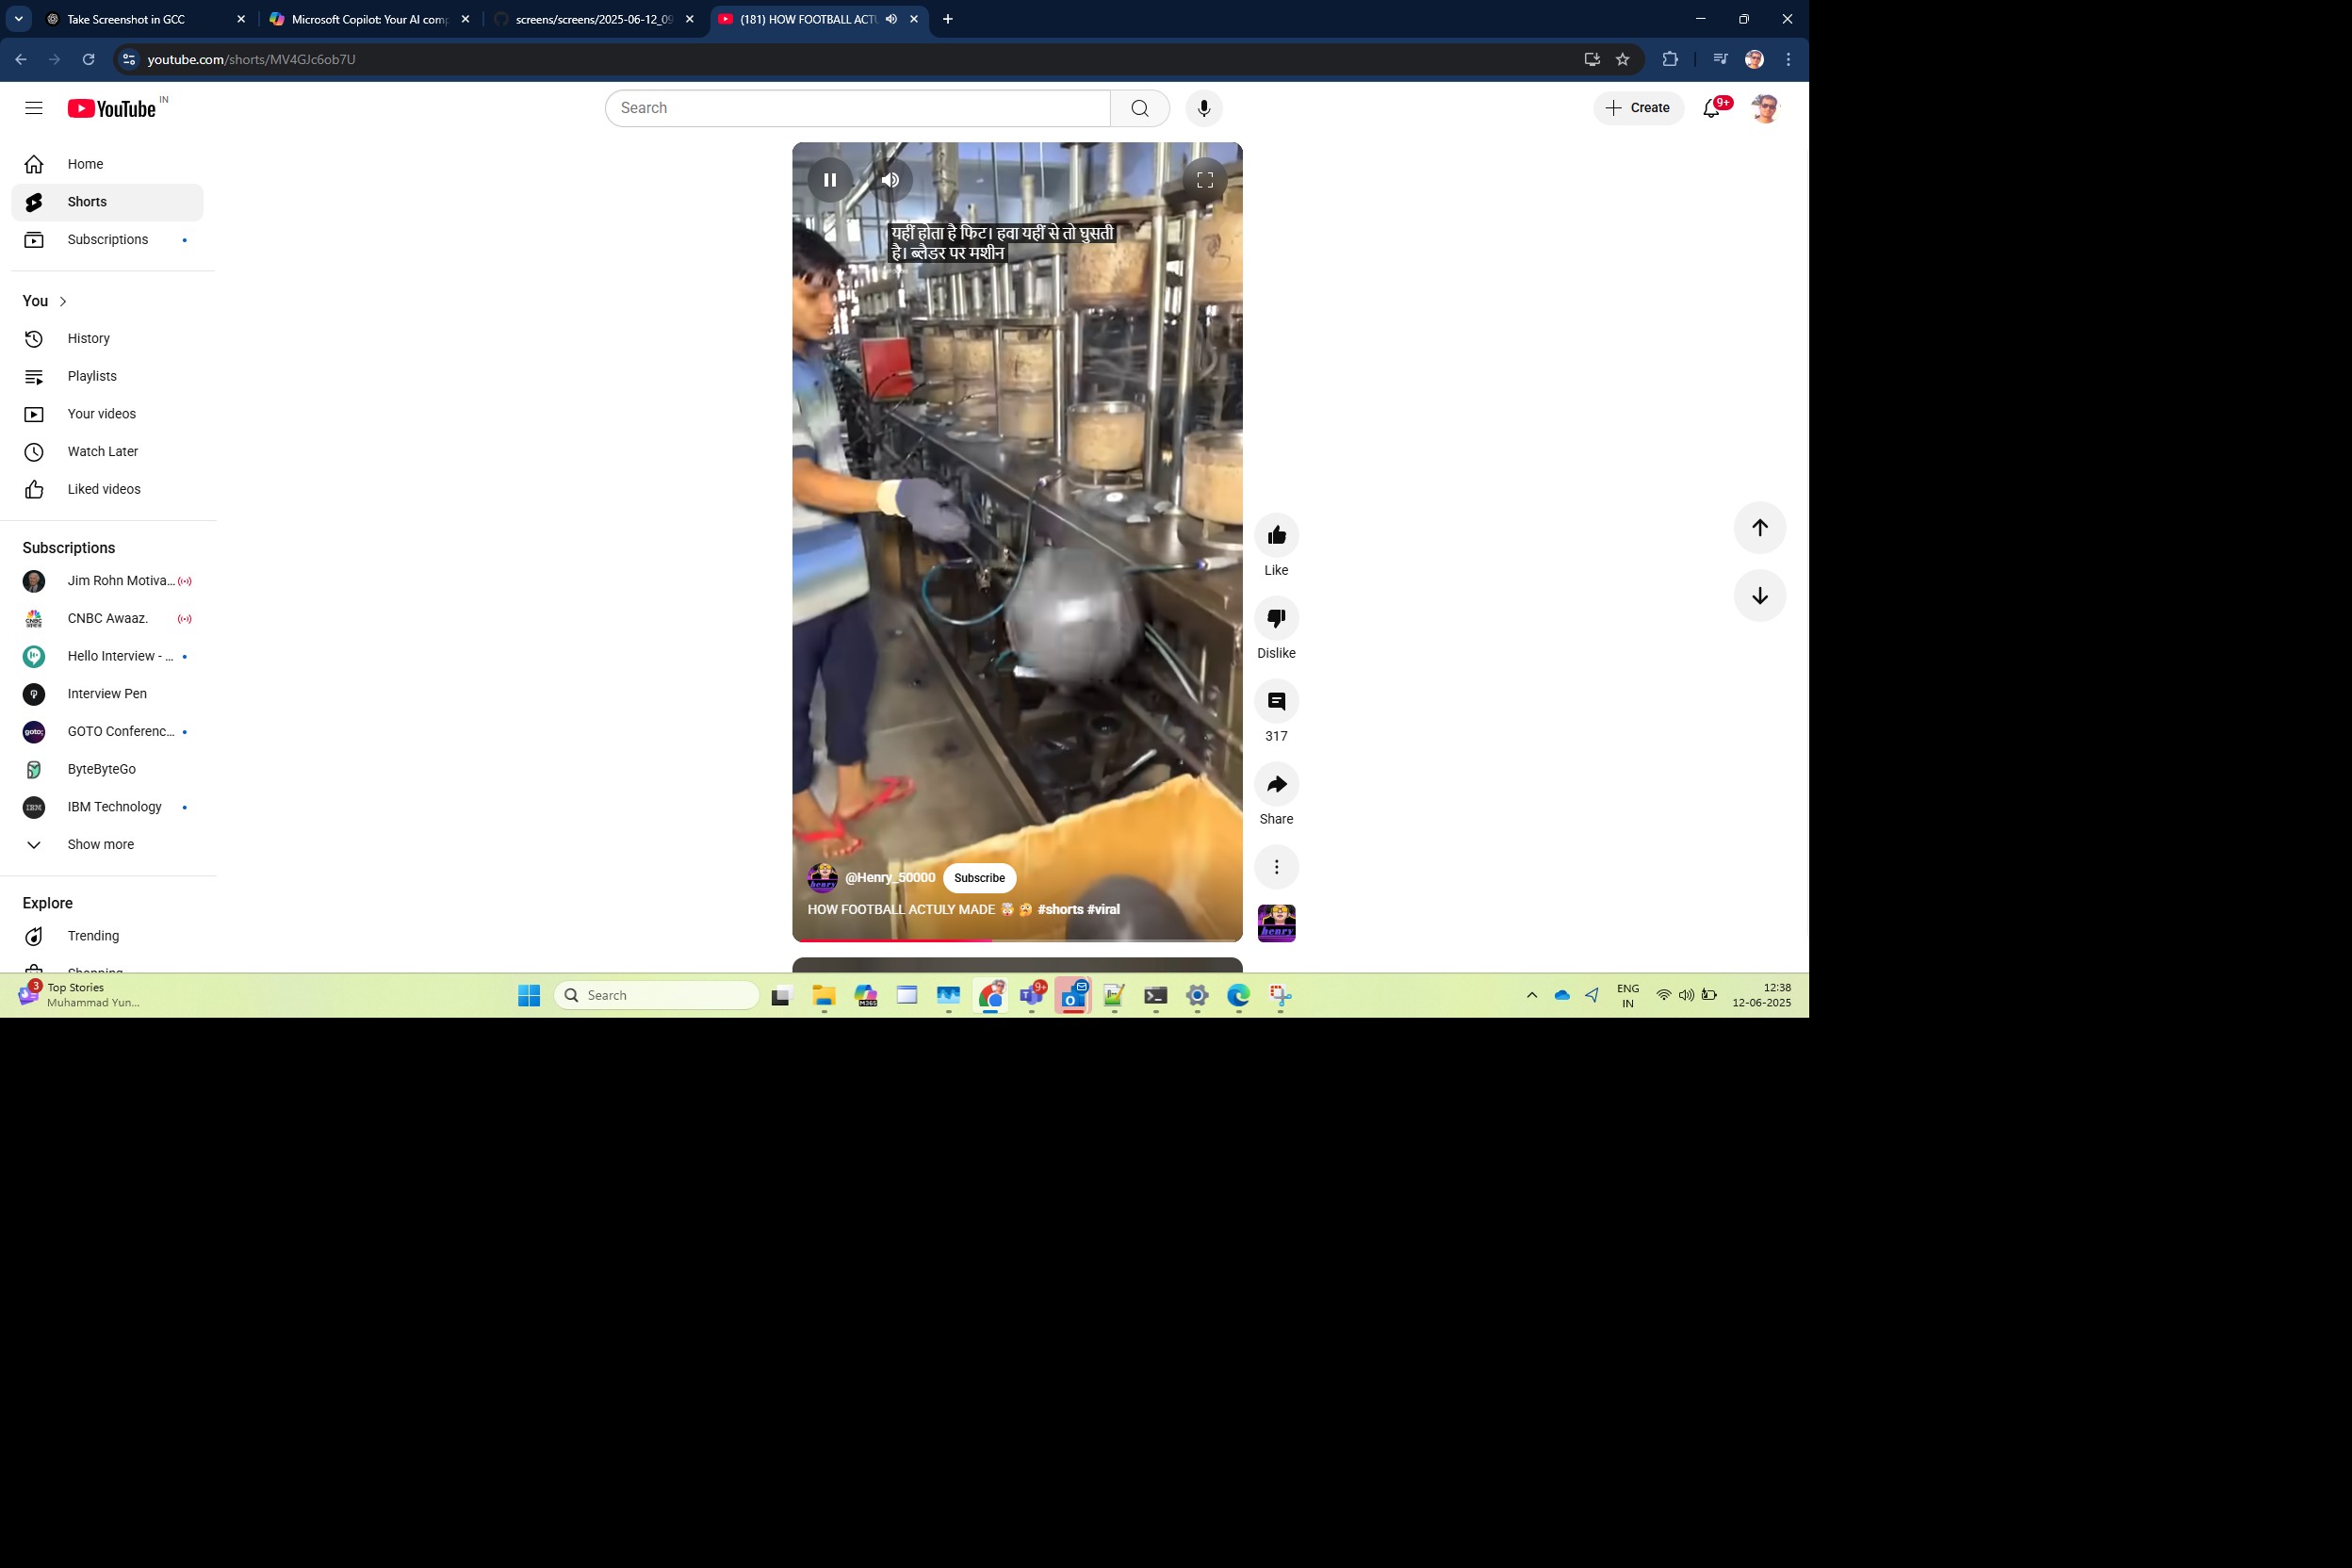 Take Screenshot in GCC
Microsoft Copilot: Your AI comp
screens/screens/2025-06-12_09
(181) HOW FOOTBALL ACTU
youtube.com/shorts/MV4GJc6ob7U
YouTube IN
Search
Create
9+
Home
Shorts
Subscriptions
You
History
Playlists
Your videos
Watch Later
Liked videos
Subscriptions
Jim Rohn Motiva...
CNBC Awaaz.
Hello Interview - ...
Interview Pen
GOTO Conferenc...
ByteByteGo
IBM Technology
Show more
Explore
Trending
Shopping
यहीं होता है फिट। हवा यहीं से तो घुसती
है। ब्लैडर पर मशीन
@Henry_50000 Subscribe
HOW FOOTBALL ACTULY MADE 🤯 🤔 #shorts #viral
Like
Dislike
317
Share
henry
3
Top Stories
Muhammad Yun...
Search
M365
9+
ENG
IN
12:38
12-06-2025